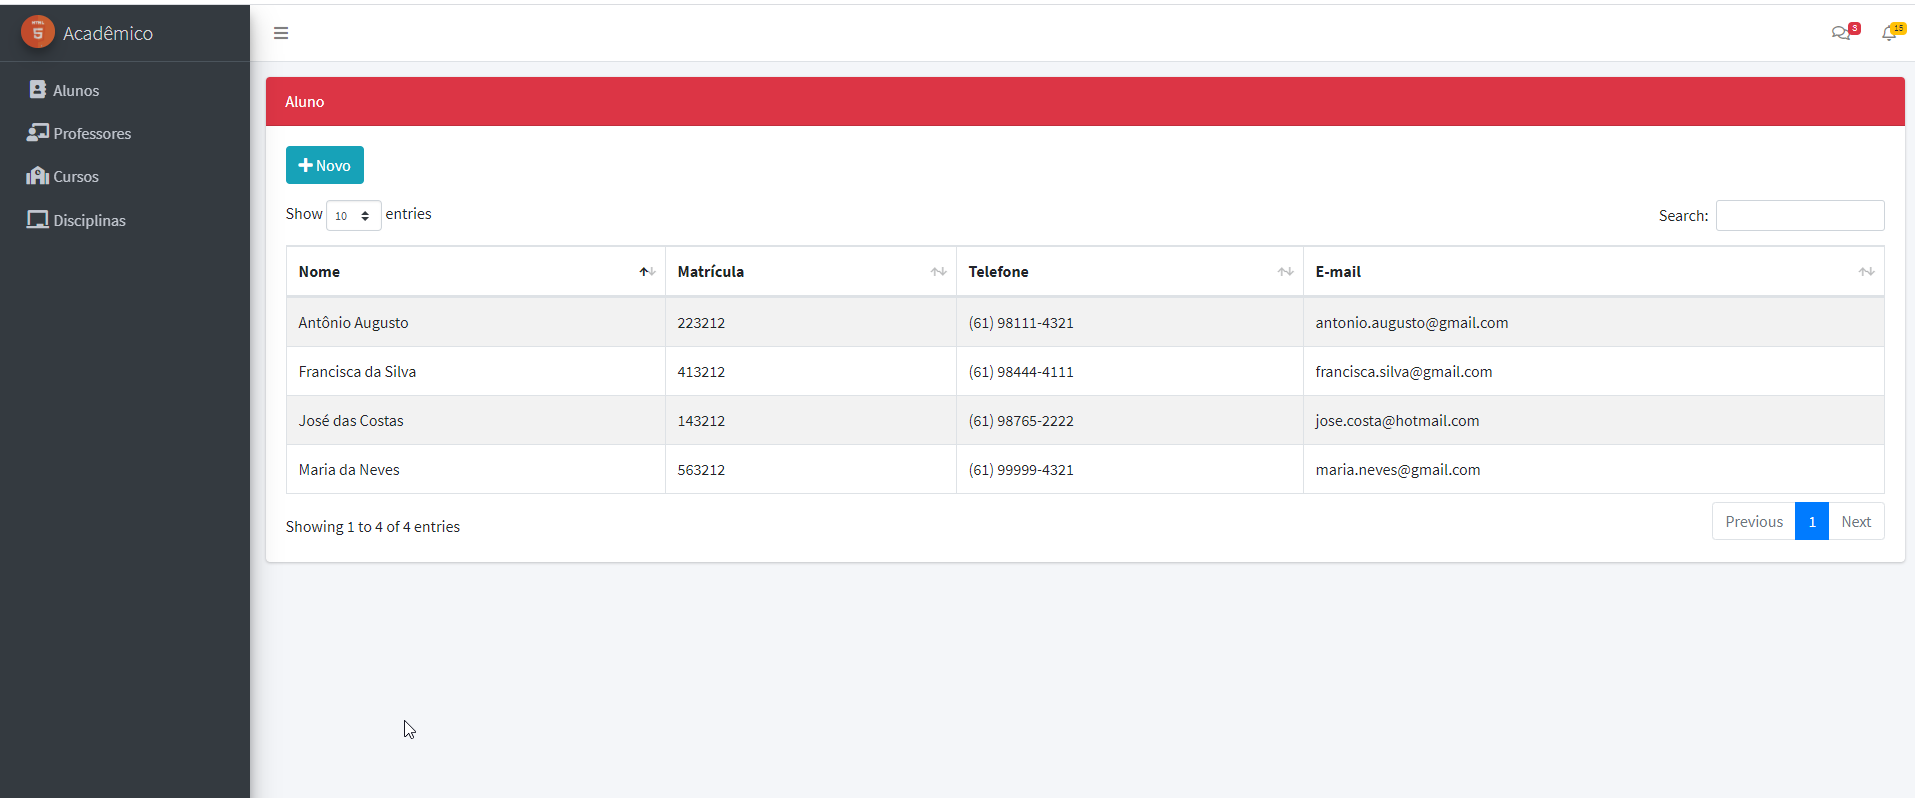 Acadêmico
3
15
Alunos
Professores
Cursos
Disciplinas
Aluno
Novo
Show 10 entries
Search:
Nome Matrícula Telefone E-mail
Antônio Augusto 223212 (61) 98111-4321 antonio.augusto@gmail.com
Francisca da Silva 413212 (61) 98444-4111 francisca.silva@gmail.com
José das Costas 143212 (61) 98765-2222 jose.costa@hotmail.com
Maria da Neves 563212 (61) 99999-4321 maria.neves@gmail.com
Showing 1 to 4 of 4 entries
Previous 1 Next